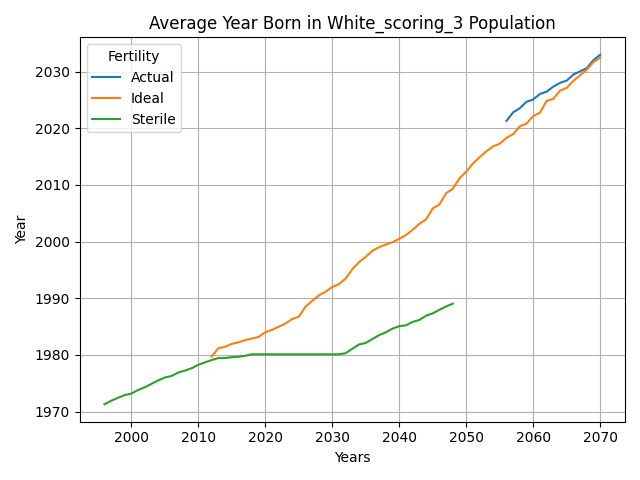 Average Year Born in White_scoring_3 Population
Fertility
Actual
Ideal
Sterile
Year
2030
2020
2010
2000
1990
1980
1970
2000 2010 2020 2030 2040 2050 2060 2070
Years